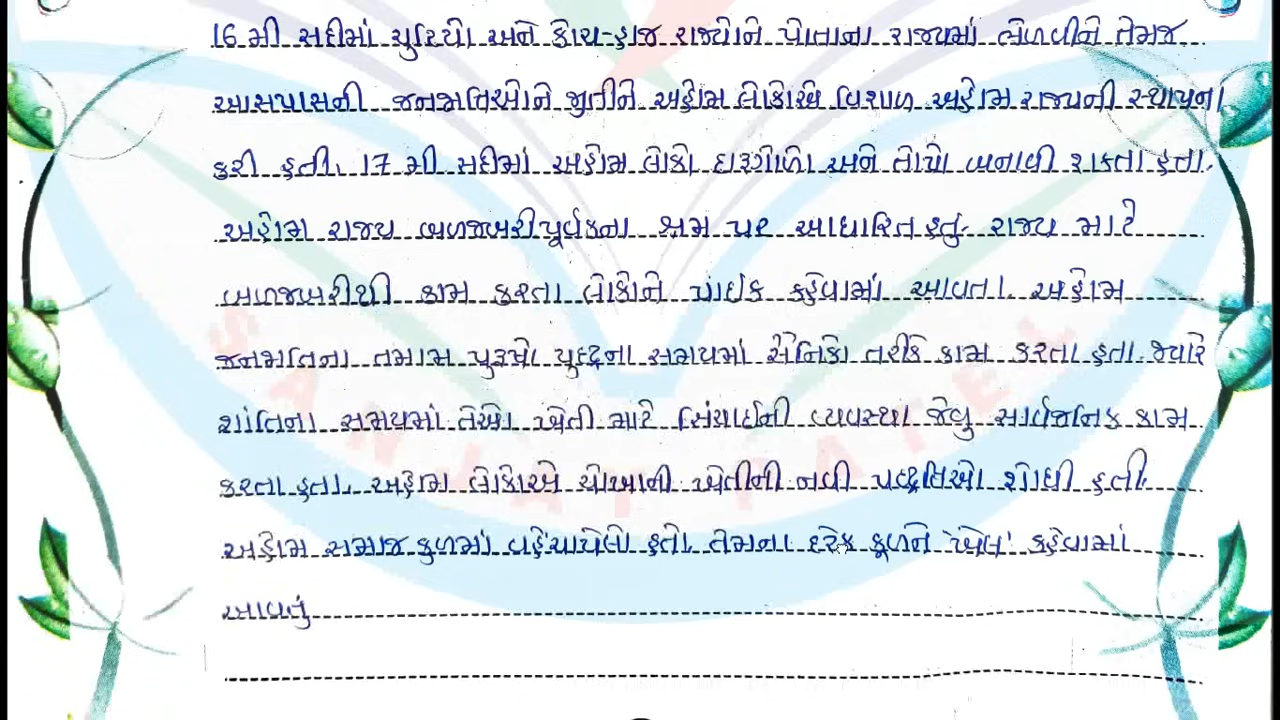 16 મી સદીમાં ચુટિયો અને કોચ-હાજ રાજ્યોને પોતાના રાજ્યમાં ભેળવીને તેમજ
આસપાસની જનજાતિઓને જીતીને અહોમ લોકોએ વિશાળ અહોમ રાજ્યની સ્થાપના
કરી હતી. 17 મી સદીમાં અહોમ લોકો દારૂગોળો અને તોપો બનાવી શકતા હતા.
અહોમ રાજ્ય બળજબરીપૂર્વકના શ્રમ પર આધારિત હતું. રાજ્ય માટે
બળજબરીથી કામ કરતા લોકોને પાઈક કહેવામાં આવતા. અહોમ
જનજાતિના તમામ પુરુષો યુદ્ધના સમયમાં સૈનિકો તરીકે કામ કરતા હતા. જ્યારે
શાંતિના સમયમાં તેઓ ખેતી માટે સિંચાઈની વ્યવસ્થા જેવુ સાર્વજનિક કામ
કરતા હતા. અહોમ લોકોએ ચોખાની ખેતીની નવી પદ્ધતિઓ શોધી હતી.
અહોમ સમાજ કુળમાં વહેંચાયેલો હતો. તેમના દરેક કૂળને 'ખેલ' કહેવામાં
આવતું
SANJAY PATEL